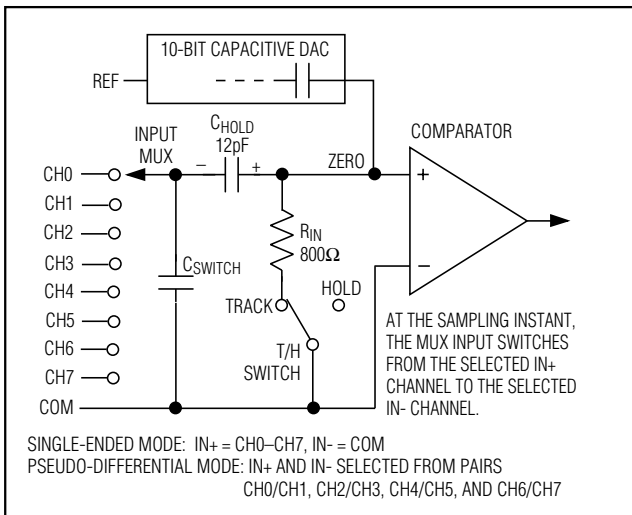 10-BIT CAPACITIVE DAC
REF
CHOLD
12pF
INPUT
MUX
COMPARATOR
− +
ZERO
+
−
CH0
CH1
CH2
CH3
CH4
CH5
CH6
CH7
COM
CSWITCH
RIN
800Ω
TRACK
HOLD
T/H
SWITCH
AT THE SAMPLING INSTANT,
THE MUX INPUT SWITCHES
FROM THE SELECTED IN+
CHANNEL TO THE SELECTED
IN- CHANNEL.
SINGLE-ENDED MODE: IN+ = CH0–CH7, IN- = COM
PSEUDO-DIFFERENTIAL MODE: IN+ AND IN- SELECTED FROM PAIRS
CH0/CH1, CH2/CH3, CH4/CH5, AND CH6/CH7